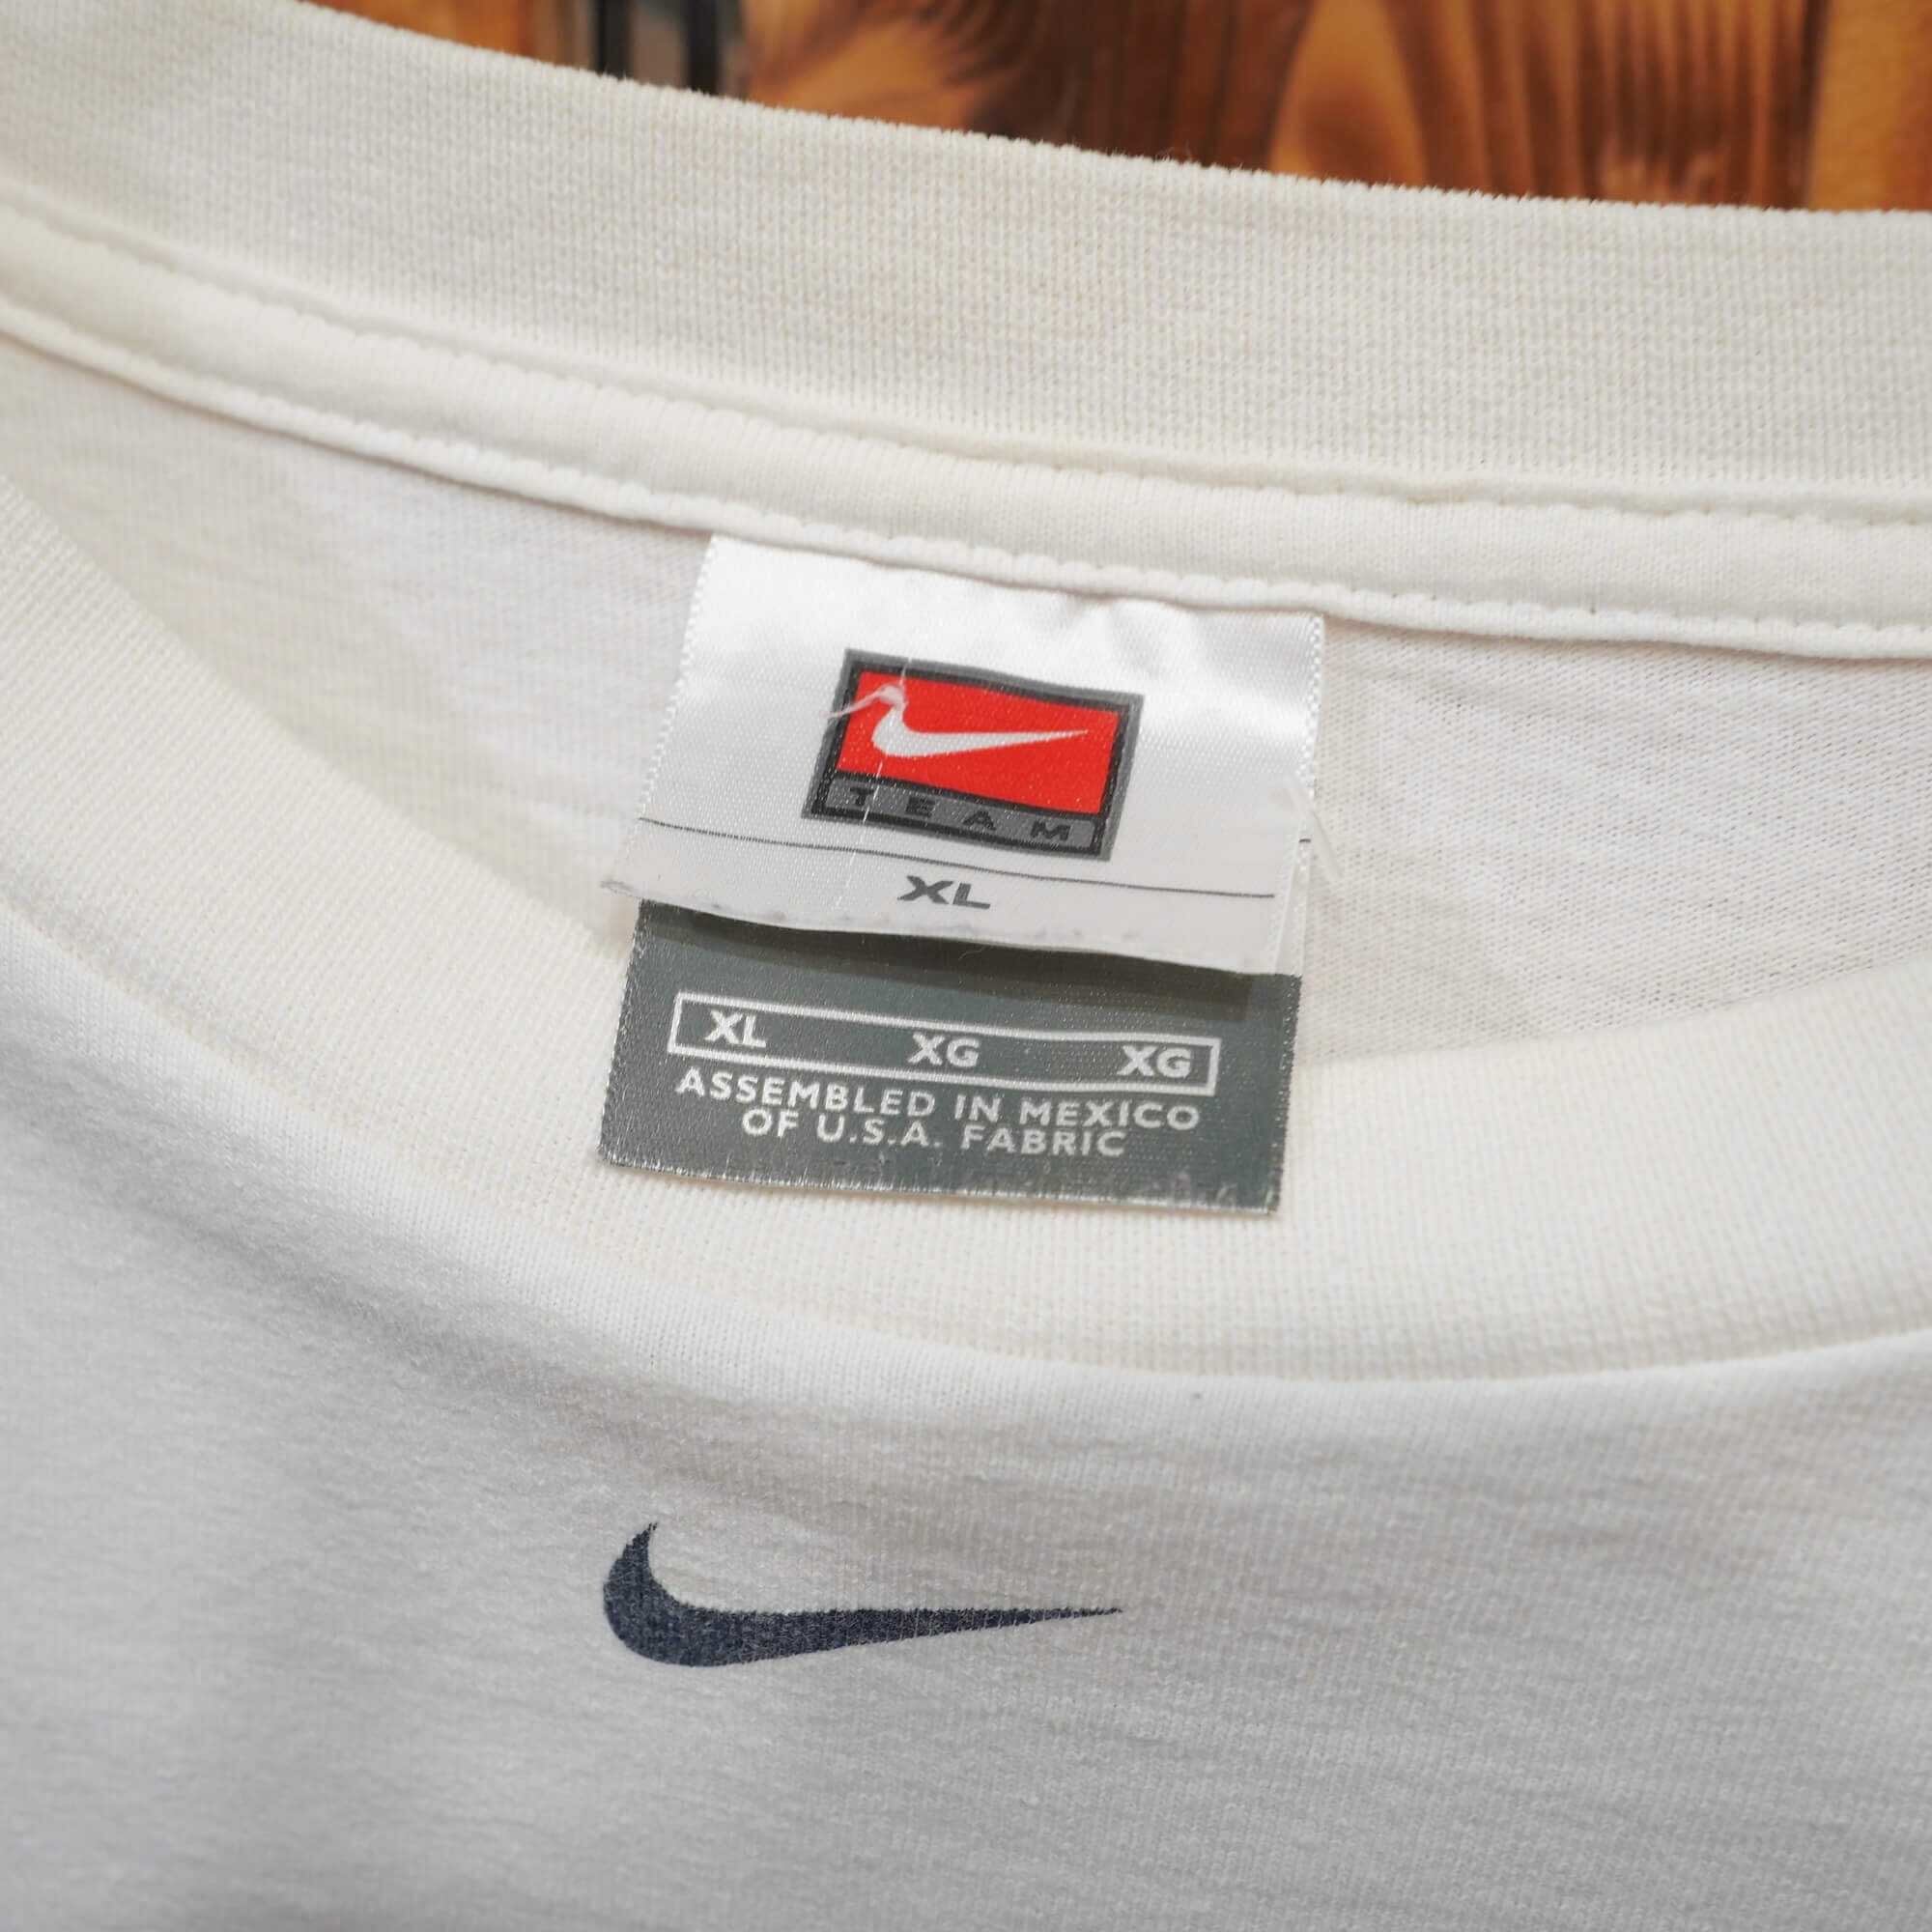 TEAM
XL
XL XG XG
ASSEMBLED IN MEXICO
OF U.S.A. FABRIC